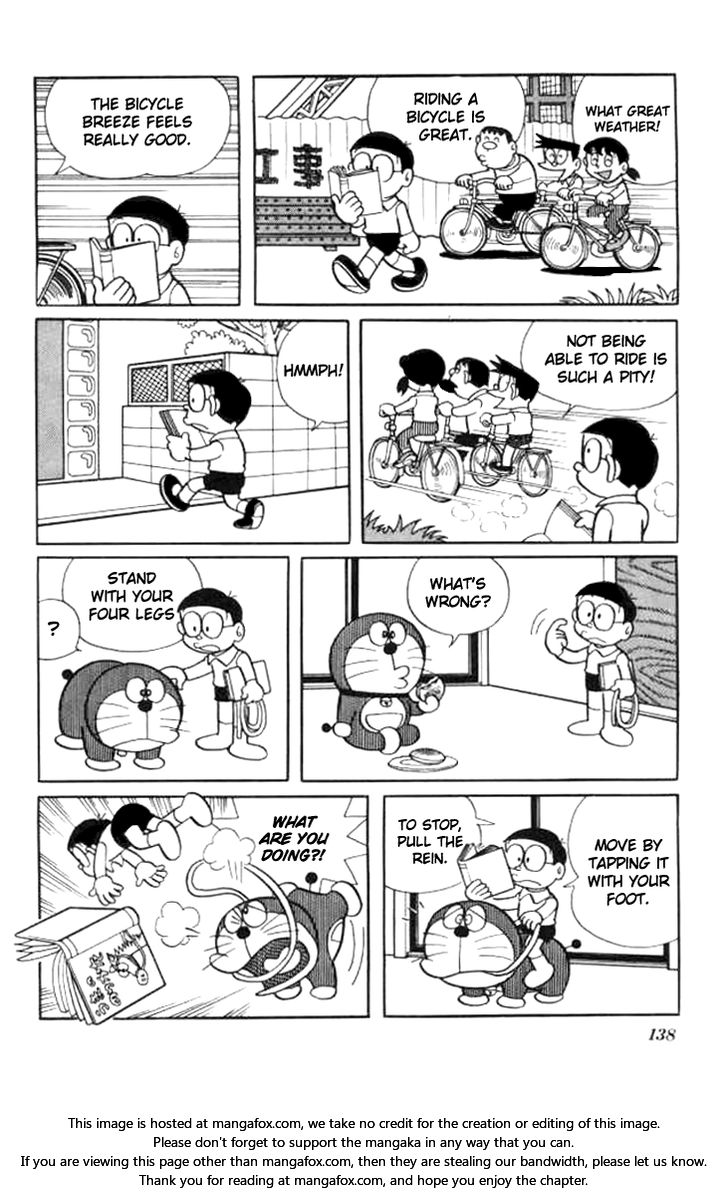 WHAT GREAT
WEATHER!
RIDING A
BICYCLE IS
GREAT.
工事
THE BICYCLE
BREEZE FEELS
REALLY GOOD.
NOT BEING
ABLE TO RIDE IS
SUCH A PITY!
HMMPH!
WHAT'S
WRONG?
STAND
WITH YOUR
FOUR LEGS
?
MOVE BY
TAPPING IT
WITH YOUR
FOOT.
TO STOP,
PULL THE
REIN.
WHAT
ARE YOU
DOING?!
138
This image is hosted at mangafox.com, we take no credit for the creation or editing of this image.
Please don't forget to support the mangaka in any way that you can.
If you are viewing this page other than mangafox.com, then they are stealing our bandwidth, please let us know.
Thank you for reading at mangafox.com, and hope you enjoy the chapter.